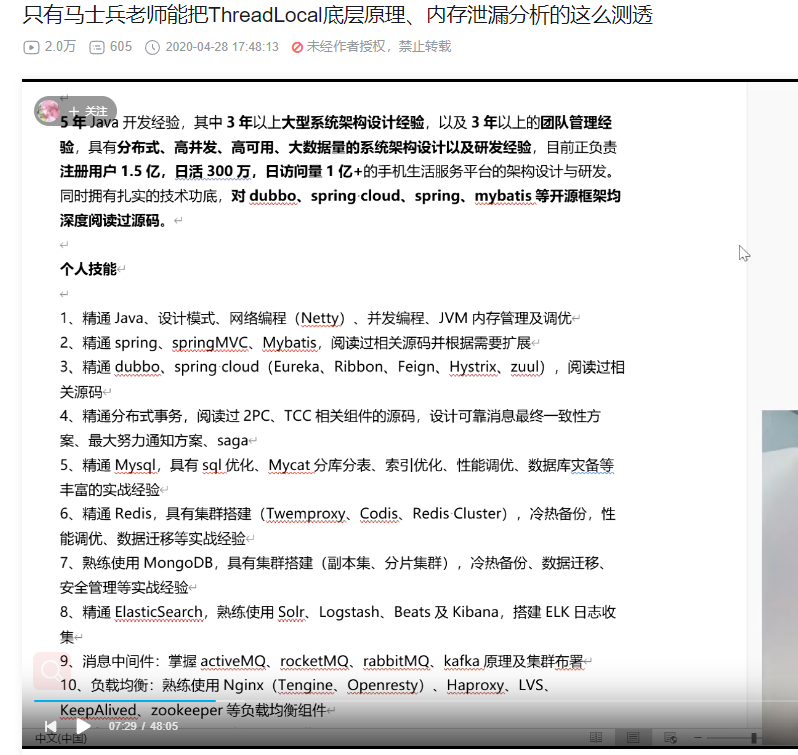 只有马士兵老师能把ThreadLocal底层原理、内存泄漏分析的这么测透
2.0万 605 2020-04-28 17:48:13 未经作者授权，禁止转载
+ 关注
5 年 Java 开发经验，其中 3 年以上大型系统架构设计经验，以及 3 年以上的团队管理经
验，具有分布式、高并发、高可用、大数据量的系统架构设计以及研发经验，目前正负责
注册用户 1.5 亿，日活 300 万，日访问量 1 亿+的手机生活服务平台的架构设计与研发。
同时拥有扎实的技术功底，对 dubbo、spring cloud、spring、mybatis 等开源框架均
深度阅读过源码。
个人技能
1、精通 Java、设计模式、网络编程（Netty）、并发编程、JVM 内存管理及调优
2、精通 spring、springMVC、Mybatis，阅读过相关源码并根据需要扩展
3、精通 dubbo、spring cloud（Eureka、Ribbon、Feign、Hystrix、zuul），阅读过相
关源码
4、精通分布式事务，阅读过 2PC、TCC 相关组件的源码，设计可靠消息最终一致性方
案、最大努力通知方案、saga
5、精通 Mysql，具有 sql 优化、Mycat 分库分表、索引优化、性能调优、数据库灾备等
丰富的实战经验
6、精通 Redis，具有集群搭建（Twemproxy、Codis、Redis Cluster），冷热备份，性
能调优、数据迁移等实战经验
7、熟练使用 MongoDB，具有集群搭建（副本集、分片集群），冷热备份、数据迁移、
安全管理等实战经验
8、精通 ElasticSearch，熟练使用 Solr、Logstash、Beats 及 Kibana，搭建 ELK 日志收
集
9、消息中间件：掌握 activeMQ、rocketMQ、rabbitMQ、kafka 原理及集群布署
10、负载均衡：熟练使用 Nginx（Tengine、Openresty）、Haproxy、LVS、
KeepAlived、zookeeper 等负载均衡组件
07:29 / 48:05
中文(中国)